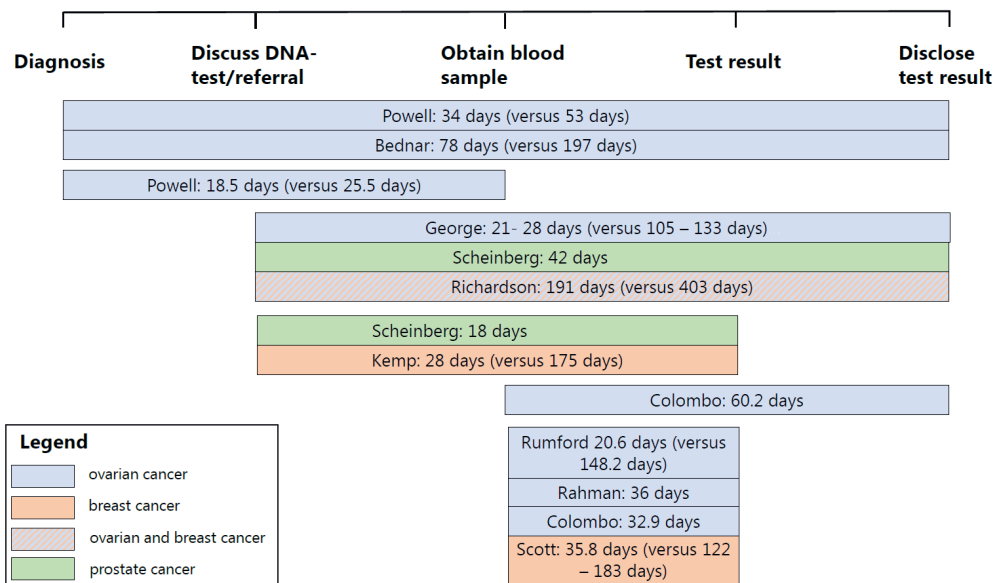 Diagnosis
Discuss DNA-
test/referral
Obtain blood
sample
Test result
Disclose
test result
Powell: 34 days (versus 53 days)
Bednar: 78 days (versus 197 days)
Powell: 18.5 days (versus 25.5 days)
George: 21- 28 days (versus 105 – 133 days)
Scheinberg: 42 days
Richardson: 191 days (versus 403 days)
Scheinberg: 18 days
Kemp: 28 days (versus 175 days)
Colombo: 60.2 days
Rumford 20.6 days (versus
148.2 days)
Rahman: 36 days
Colombo: 32.9 days
Scott: 35.8 days (versus 122
– 183 days)
Legend
ovarian cancer
breast cancer
ovarian and breast cancer
prostate cancer